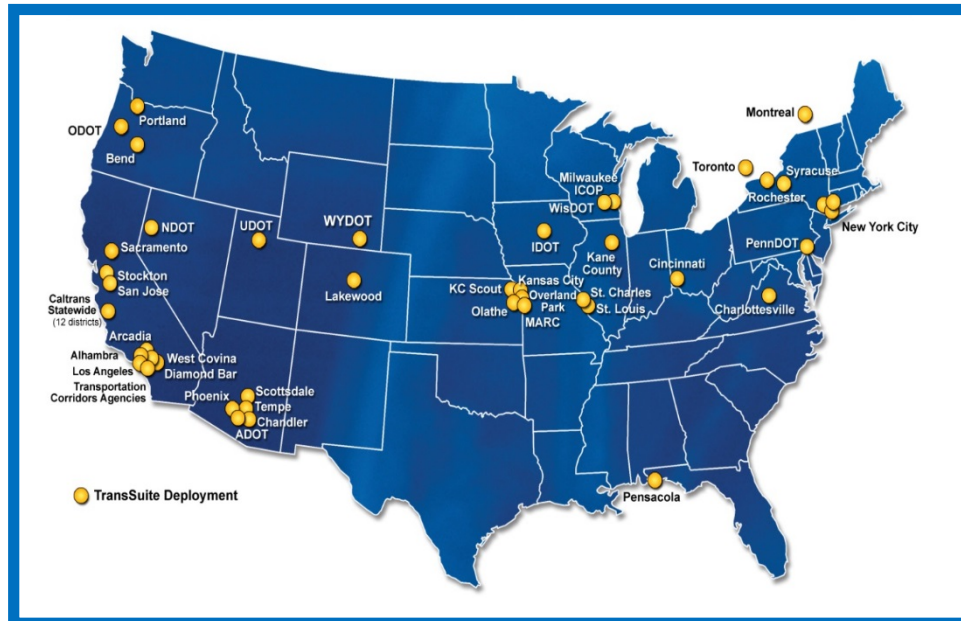 Portland
ODOT
Bend
NDOT
Sacramento
Stockton
San Jose
Caltrans
Statewide
(12 districts)
Arcadia
Alhambra
West Covina
Los Angeles
Diamond Bar
Transportation
Corridors Agencies
UDOT
WYDOT
Lakewood
Phoenix
Scottsdale
Tempe
Chandler
ADOT
KC Scout
Kansas City
Overland
Park
Olathe
MARC
St. Charles
St. Louis
IDOT
Milwaukee
ICOP
WisDOT
Kane
County
Cincinnati
Charlottesville
PennDOT
New York City
Montreal
Toronto
Syracuse
Rochester
Pensacola
TransSuite Deployment